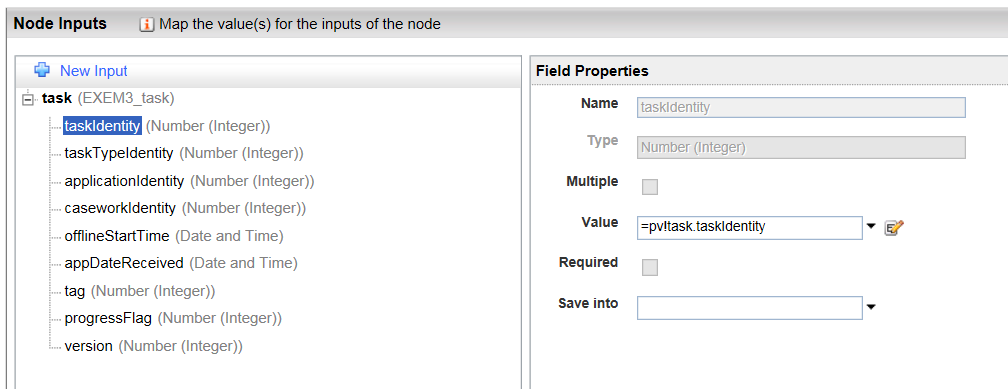 Node Inputs Map the value(s) for the inputs of the node
New Input
task (EXEM3_task)
taskIdentity (Number (Integer))
taskTypeIdentity (Number (Integer))
applicationIdentity (Number (Integer))
caseworkIdentity (Number (Integer))
offlineStartTime (Date and Time)
appDateReceived (Date and Time)
tag (Number (Integer))
progressFlag (Number (Integer))
version (Number (Integer))
Field Properties
Name taskIdentity
Type Number (Integer)
Multiple
Value =pv!task.taskIdentity
Required
Save into